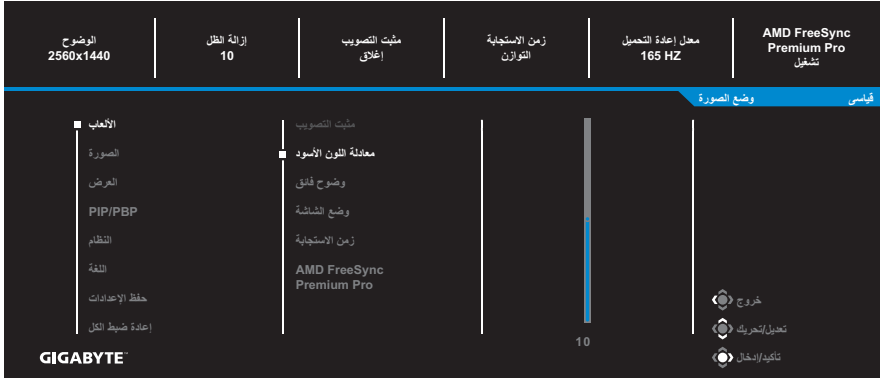 الوضوح
2560x1440
إزالة الظل
10
مثبت التصويب
إغلاق
زمن الاستجابة
التوازن
معدل إعادة التحميل
165 HZ
AMD FreeSync
Premium Pro
تشغيل
وضع الصورة
قياسى
الألعاب
الصورة
العرض
PIP/PBP
النظام
اللغة
حفظ الإعدادات
إعادة ضبط الكل
مثبت التصويب
معادلة اللون الأسود
وضوح فائق
وضع الشاشة
زمن الاستجابة
AMD FreeSync
Premium Pro
10
خروج
تعديل/تحريك
تأكيد/إدخال
GIGABYTE